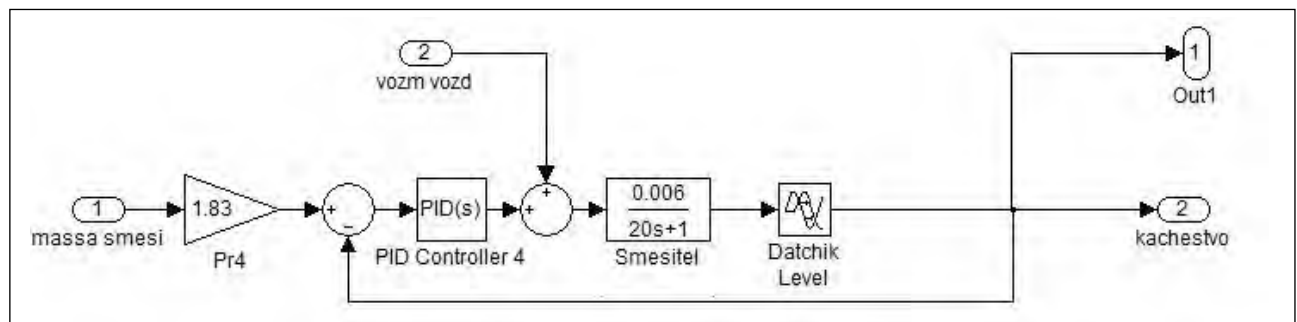 2
vozm vozd
1
Out1
1
massa smesi
1.83
Pr4
+
−
PID(s)
PID Controller 4
+
+
0.006
20s+1
Smesitel
Datchik
Level
2
kachestvo